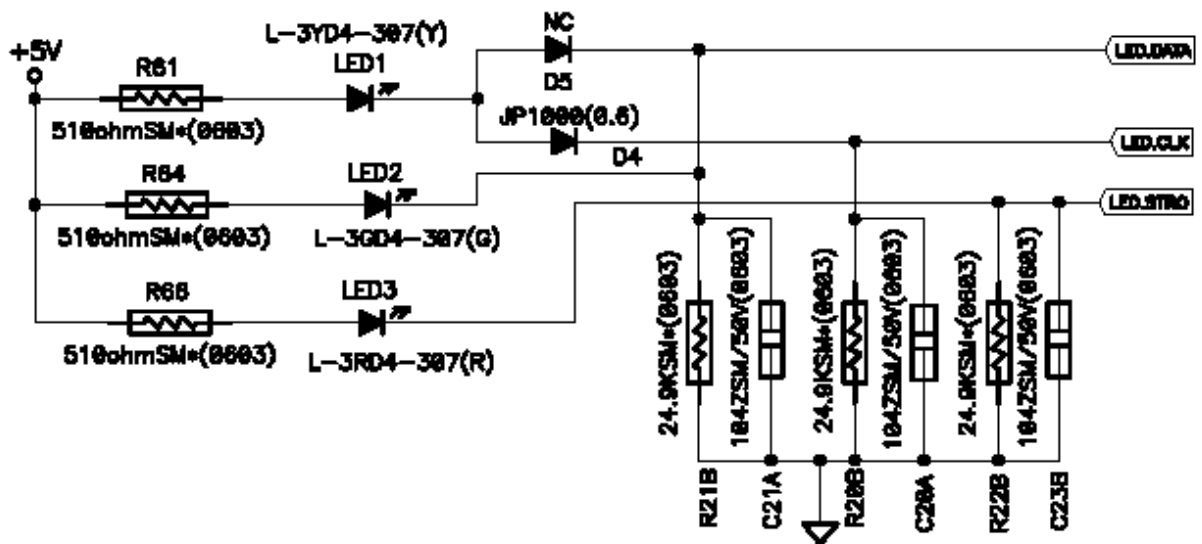 L-3YD4-307(Y)
NC
+5V
R61
LED1
LED.DATA
510ohmSM*(0603)
D5
JP1000(0.6)
LED.CLK
D4
R64
LED2
LED.STRO
510ohmSM*(0603)
L-3GD4-307(G)
R66
LED3
510ohmSM*(0603)
L-3RD4-307(R)
24.9KSM*(0603)
104ZSM/50V(0603)
24.9KSM*(0603)
104ZSM/50V(0603)
24.9KSM*(0603)
104ZSM/50V(0603)
R21B
C21A
R20B
C20A
R22B
C23B